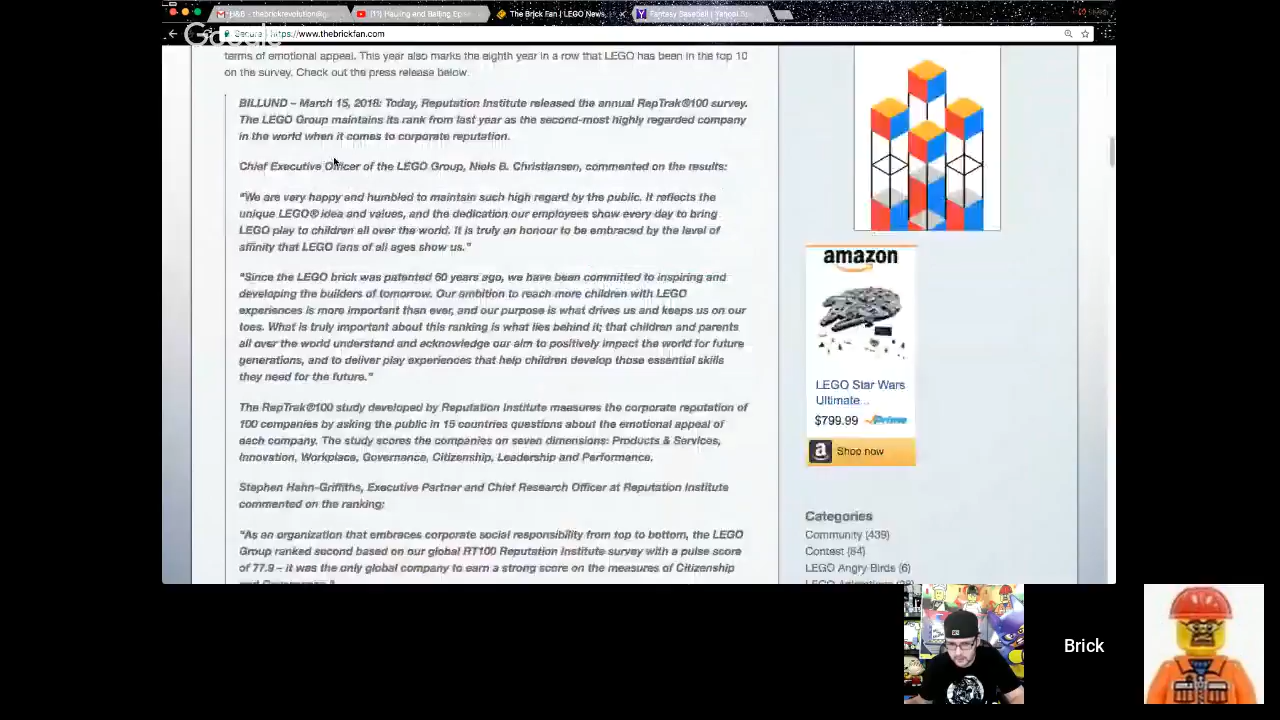 p&B - thebrickrevolution@g
(11) Hauling and Balling Epi
The Brick Fan | LEGO News
Fantasy Baseball | Yahoo! Sp
Google
Secure
https://www.thebrickfan.com
terms of emotional appeal. This year also marks the eighth year in a row that LEGO has been in the top 10
on the survey. Check out the press release below.
BILLUND – March 15, 2018: Today, Reputation Institute released the annual RepTrak®100 survey.
The LEGO Group maintains its rank from last year as the second-most highly regarded company
in the world when it comes to corporate reputation.
Chief Executive Officer of the LEGO Group, Niels B. Christiansen, commented on the results:
“We are very happy and humbled to maintain such high regard by the public. It reflects the
unique LEGO® idea and values, and the dedication our employees show every day to bring
LEGO play to children all over the world. It is truly an honour to be embraced by the level of
affinity that LEGO fans of all ages show us.”
“Since the LEGO brick was patented 60 years ago, we have been committed to inspiring and
developing the builders of tomorrow. Our ambition to reach more children with LEGO
experiences is more important than ever, and our purpose is what drives us and keeps us on our
toes. What is truly important about this ranking is what lies behind it; that children and parents
all over the world understand and acknowledge our aim to positively impact the world for future
generations, and to deliver play experiences that help children develop those essential skills
they need for the future.”
The RepTrak®100 study developed by Reputation Institute measures the corporate reputation of
100 companies by asking the public in 15 countries questions about the emotional appeal of
each company. The study scores the companies on seven dimensions: Products & Services,
Innovation, Workplace, Governance, Citizenship, Leadership and Performance.
Stephen Hahn-Griffiths, Executive Partner and Chief Research Officer at Reputation Institute
commented on the ranking:
“As an organization that embraces corporate social responsibility from top to bottom, the LEGO
Group ranked second based on our global RT100 Reputation Institute survey with a pulse score
of 77.9 – it was the only global company to earn a strong score on the measures of Citizenship
amazon
LEGO Star Wars
Ultimate...
$799.99 Prime
a Shop now
Categories
Community (439)
Contest (84)
LEGO Angry Birds (6)
Brick